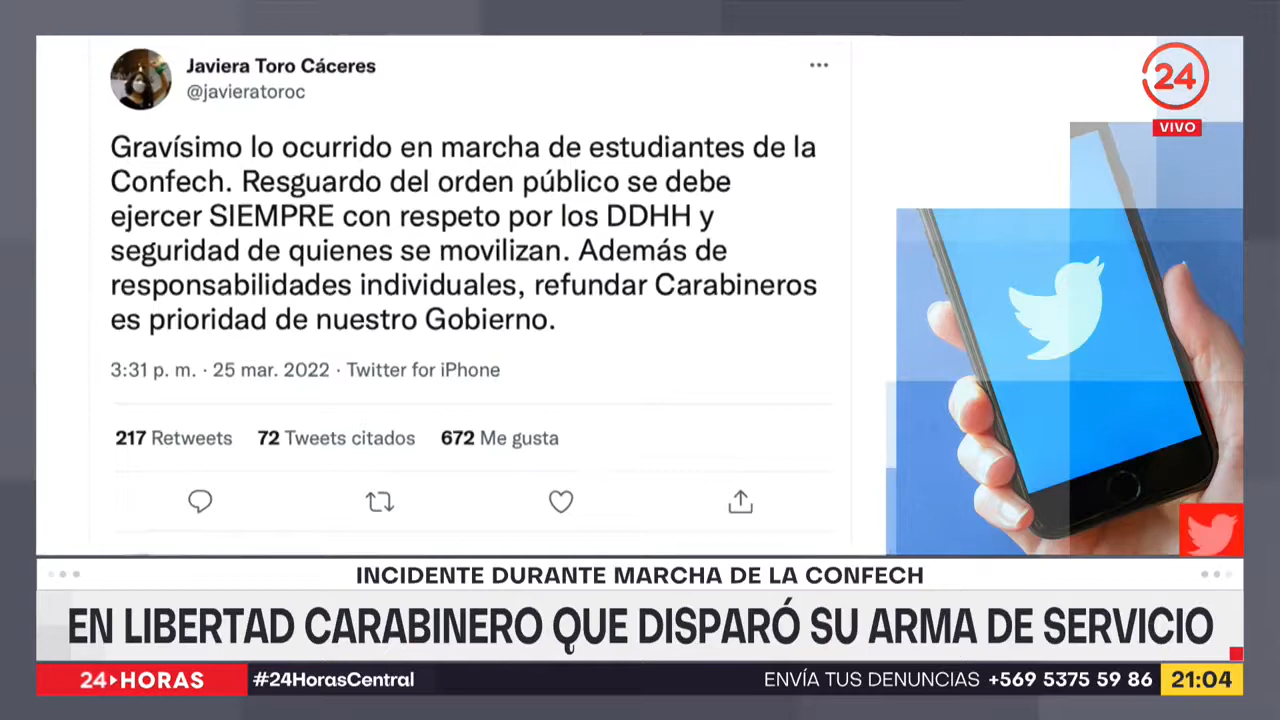 Javiera Toro Cáceres
@javieratoroc
Gravísimo lo ocurrido en marcha de estudiantes de la
Confech. Resguardo del orden público se debe
ejercer SIEMPRE con respeto por los DDHH y
seguridad de quienes se movilizan. Además de
responsabilidades individuales, refundar Carabineros
es prioridad de nuestro Gobierno.
3:31 p. m. · 25 mar. 2022 · Twitter for iPhone
217 Retweets 72 Tweets citados 672 Me gusta
24
VIVO
INCIDENTE DURANTE MARCHA DE LA CONFECH
EN LIBERTAD CARABINERO QUE DISPARÓ SU ARMA DE SERVICIO
24 HORAS #24HorasCentral ENVÍA TUS DENUNCIAS +569 5375 59 86 21:04